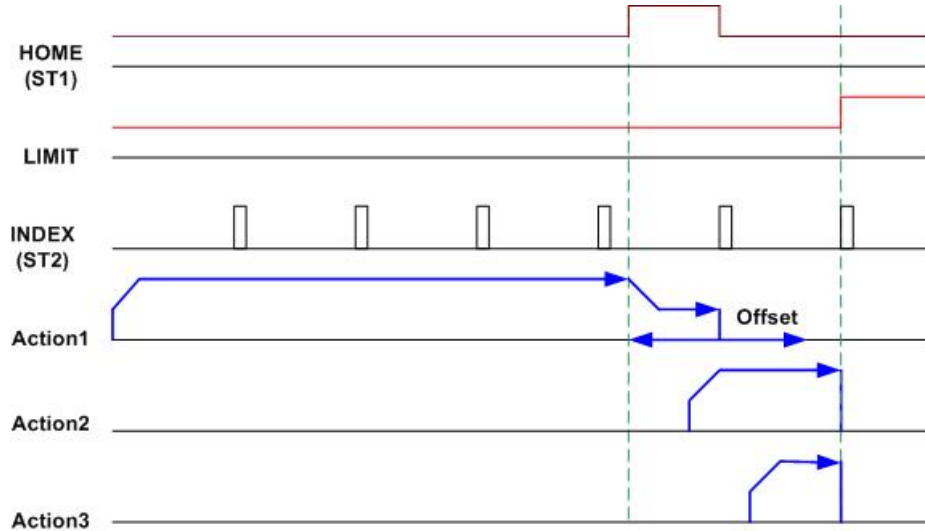 HOME
(ST1)
LIMIT
INDEX
(ST2)
Action1
Offset
Action2
Action3